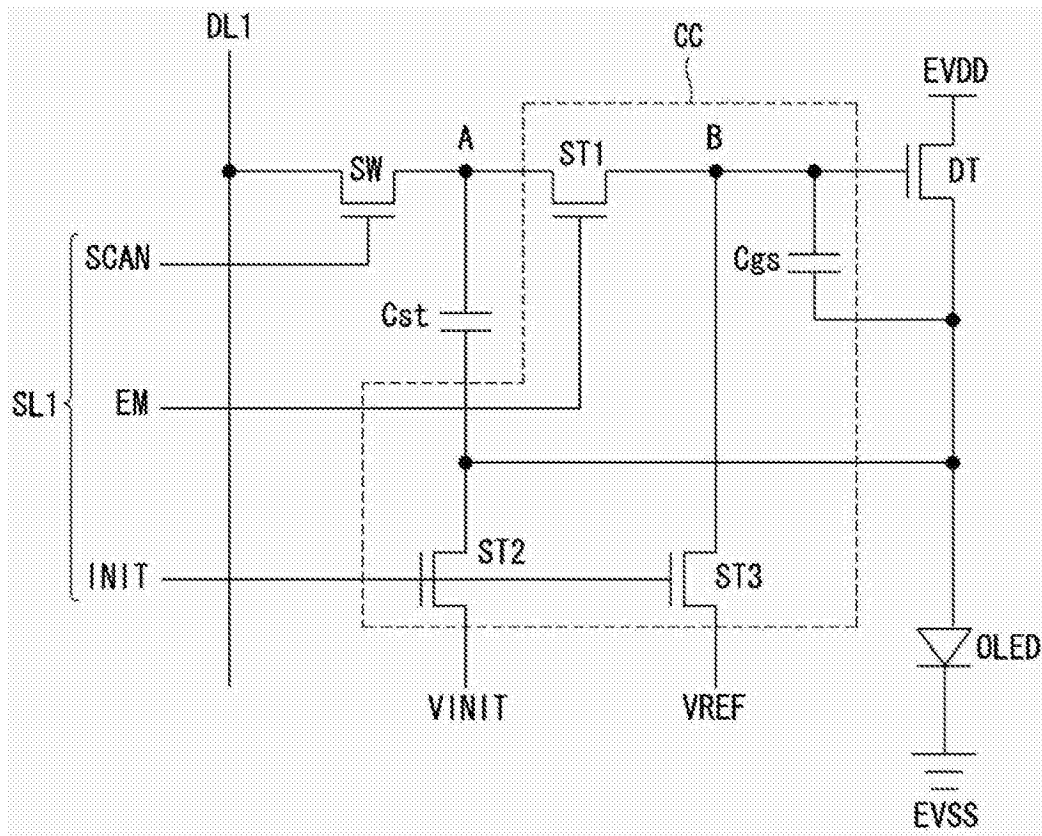 DL1
CC
EVDD
A
B
SW
ST1
DT
SCAN
Cgs
Cst
SL1
EM
ST2
INIT
ST3
OLED
VINIT
VREF
EVSS